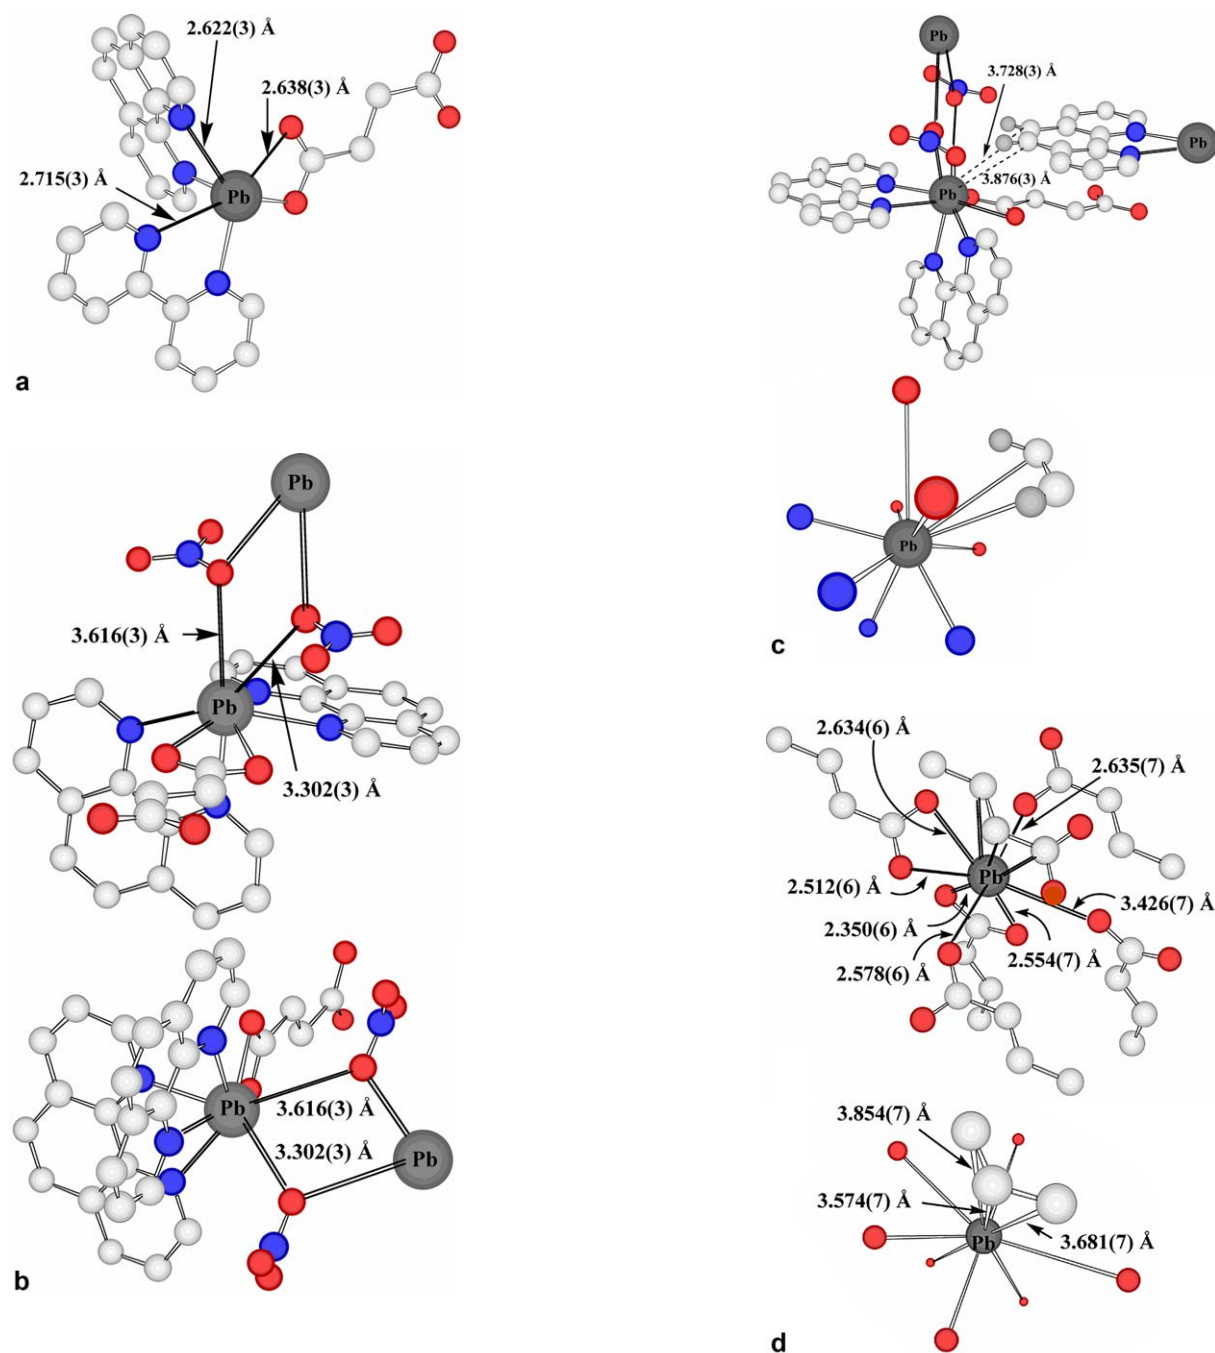 2.622(3) Å
2.638(3) Å
2.715(3) Å
Pb
a
Pb
3.616(3) Å
Pb
3.302(3) Å
Pb
3.616(3) Å
3.302(3) Å
Pb
b
Pb
3.728(3) Å
Pb
3.876(3) Å
Pb
Pb
c
2.634(6) Å
2.635(7) Å
Pb
2.512(6) Å
3.426(7) Å
2.350(6) Å
2.578(6) Å
2.554(7) Å
3.854(7) Å
3.574(7) Å
Pb
3.681(7) Å
d